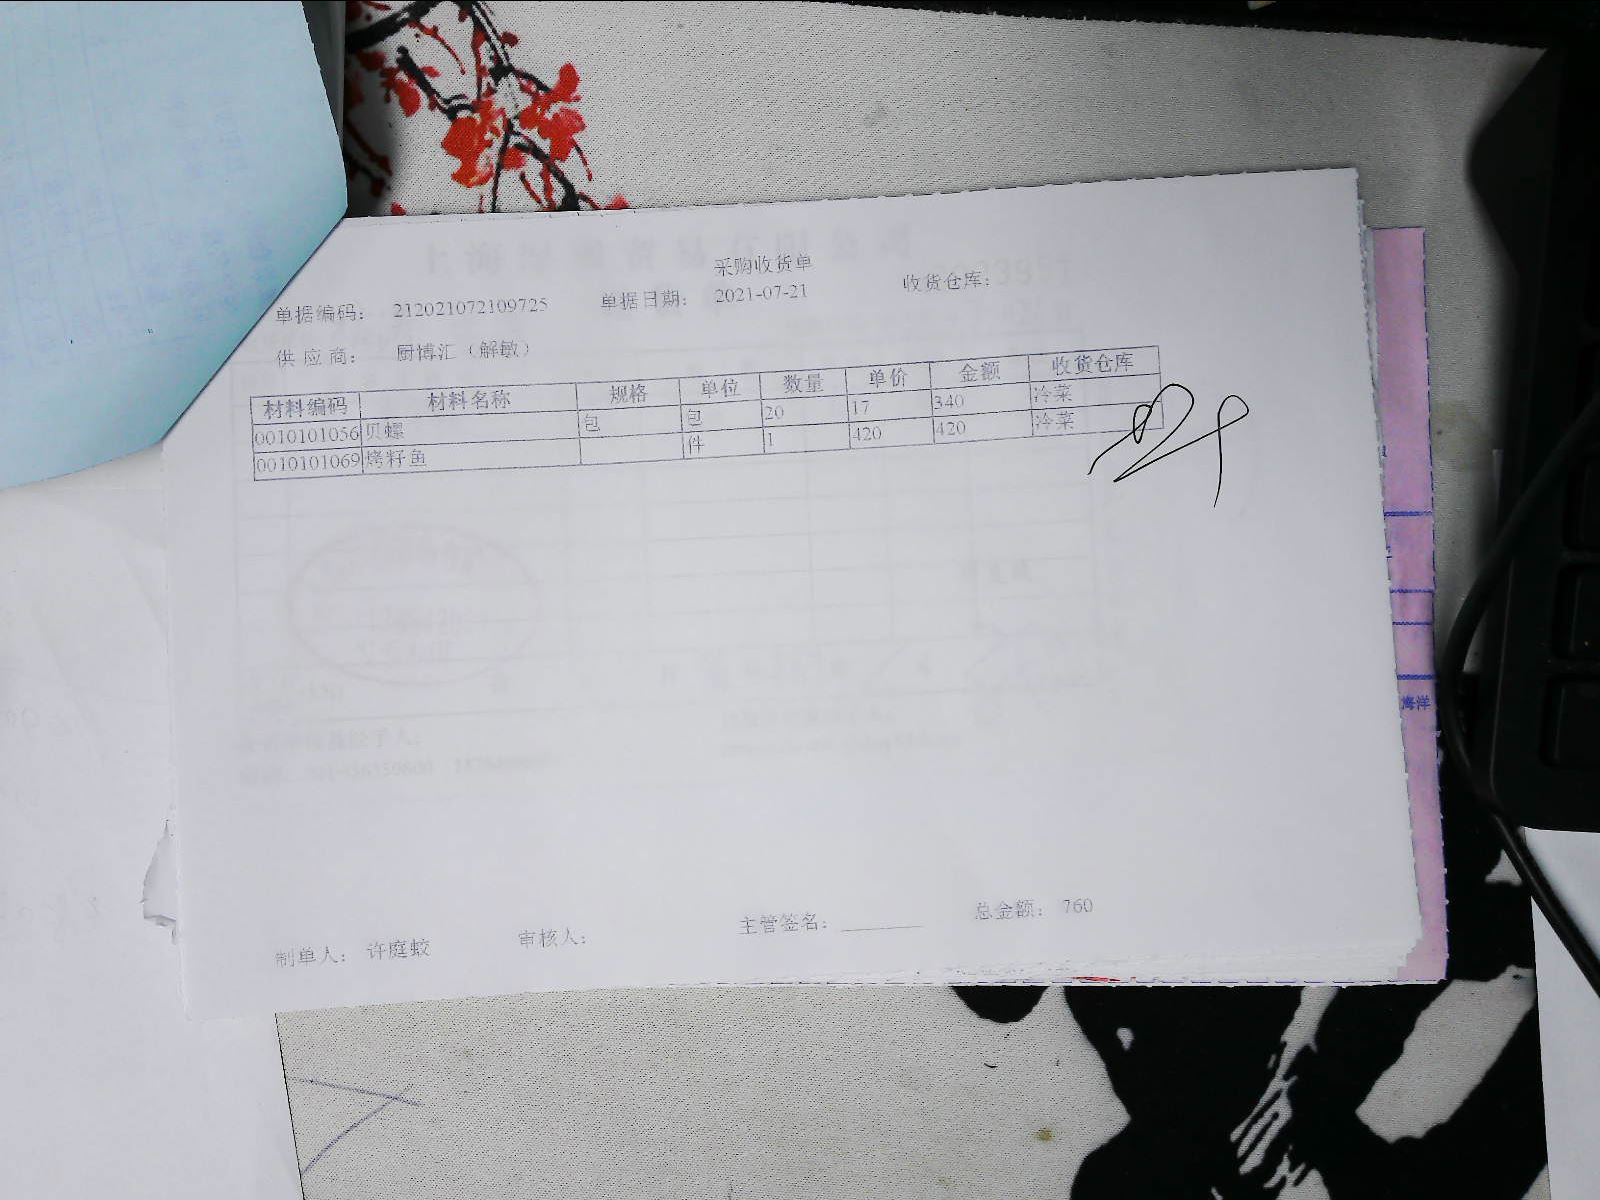 采购收货单
单据编码： 212021072109725 单据日期： 2021-07-21 收货仓库：
供 应 商： 厨博汇（解敏）
材料编码 材料名称 规格 单位 数量 单价 金额 收货仓库
0010101056 贝螺 包 包 20 17 340 冷菜
0010101069 烤籽鱼 件 1 420 420 冷菜
制单人： 许庭蛟 审核人： 主管签名： 总金额： 760
海洋